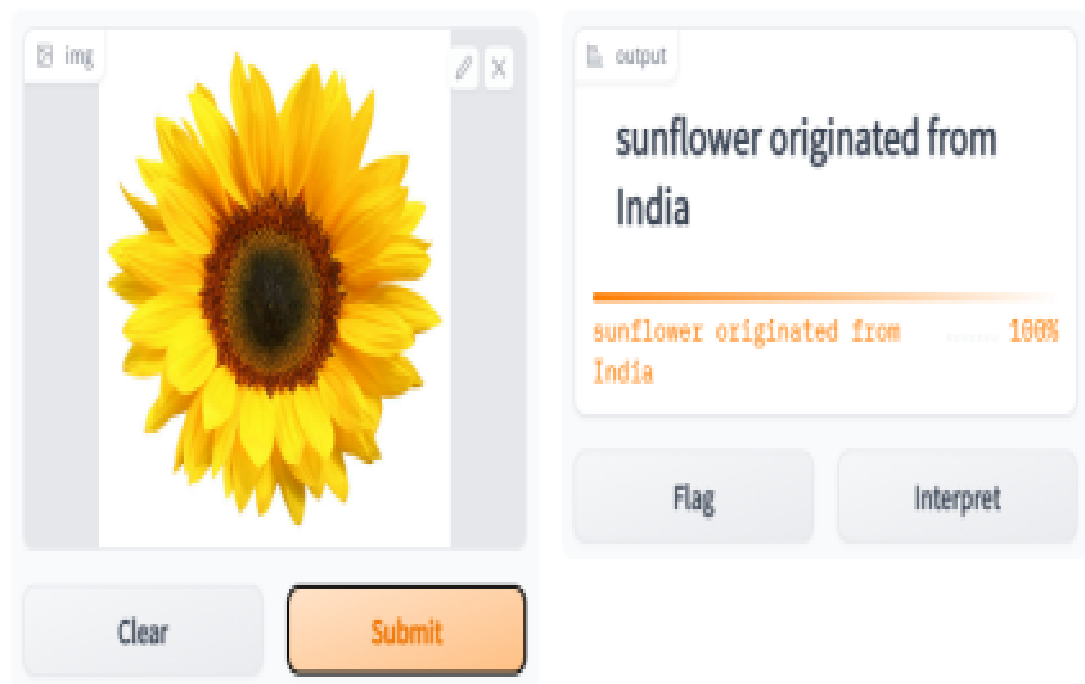 img
output
sunflower originated from
India
sunflower originated from 100%
India
Flag Interpret
Clear Submit